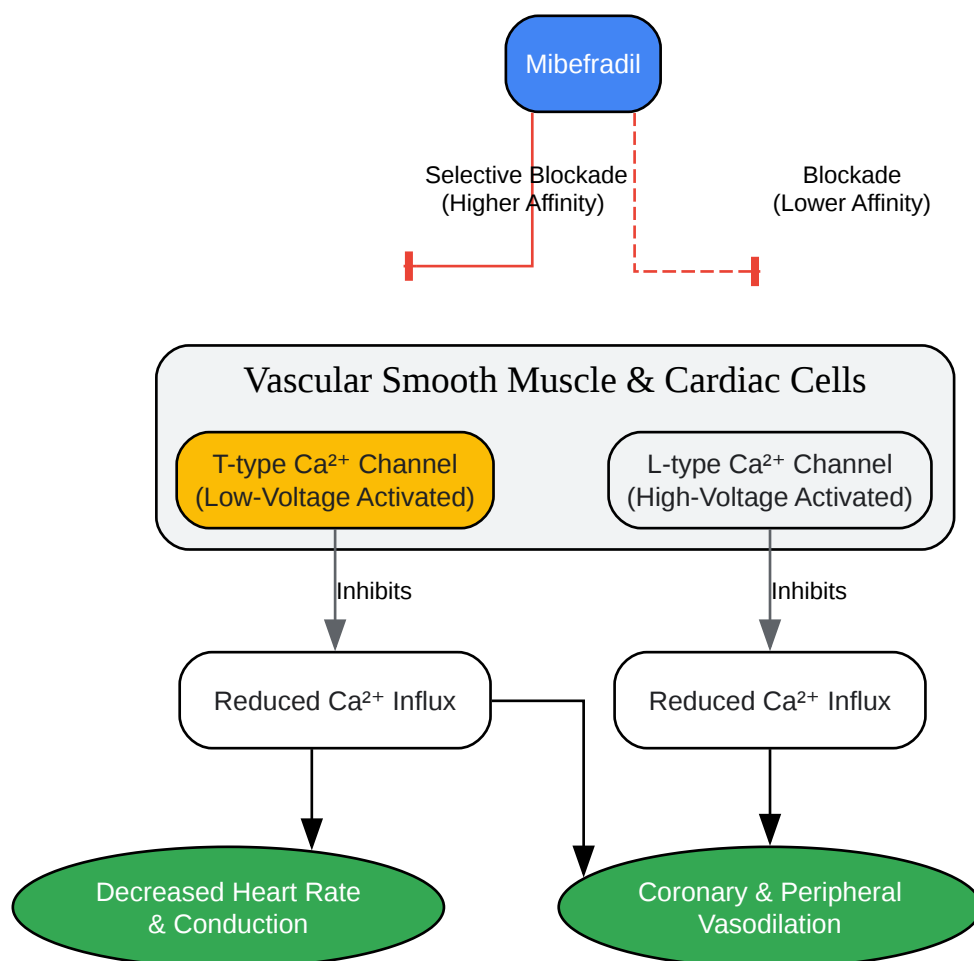 Mibefradil
Selective Blockade
(Higher Affinity)
Blockade
(Lower Affinity)
Vascular Smooth Muscle & Cardiac Cells
T-type Ca²⁺ Channel
(Low-Voltage Activated)
L-type Ca²⁺ Channel
(High-Voltage Activated)
Inhibits
Inhibits
Reduced Ca²⁺ Influx
Reduced Ca²⁺ Influx
Decreased Heart Rate
& Conduction
Coronary & Peripheral
Vasodilation